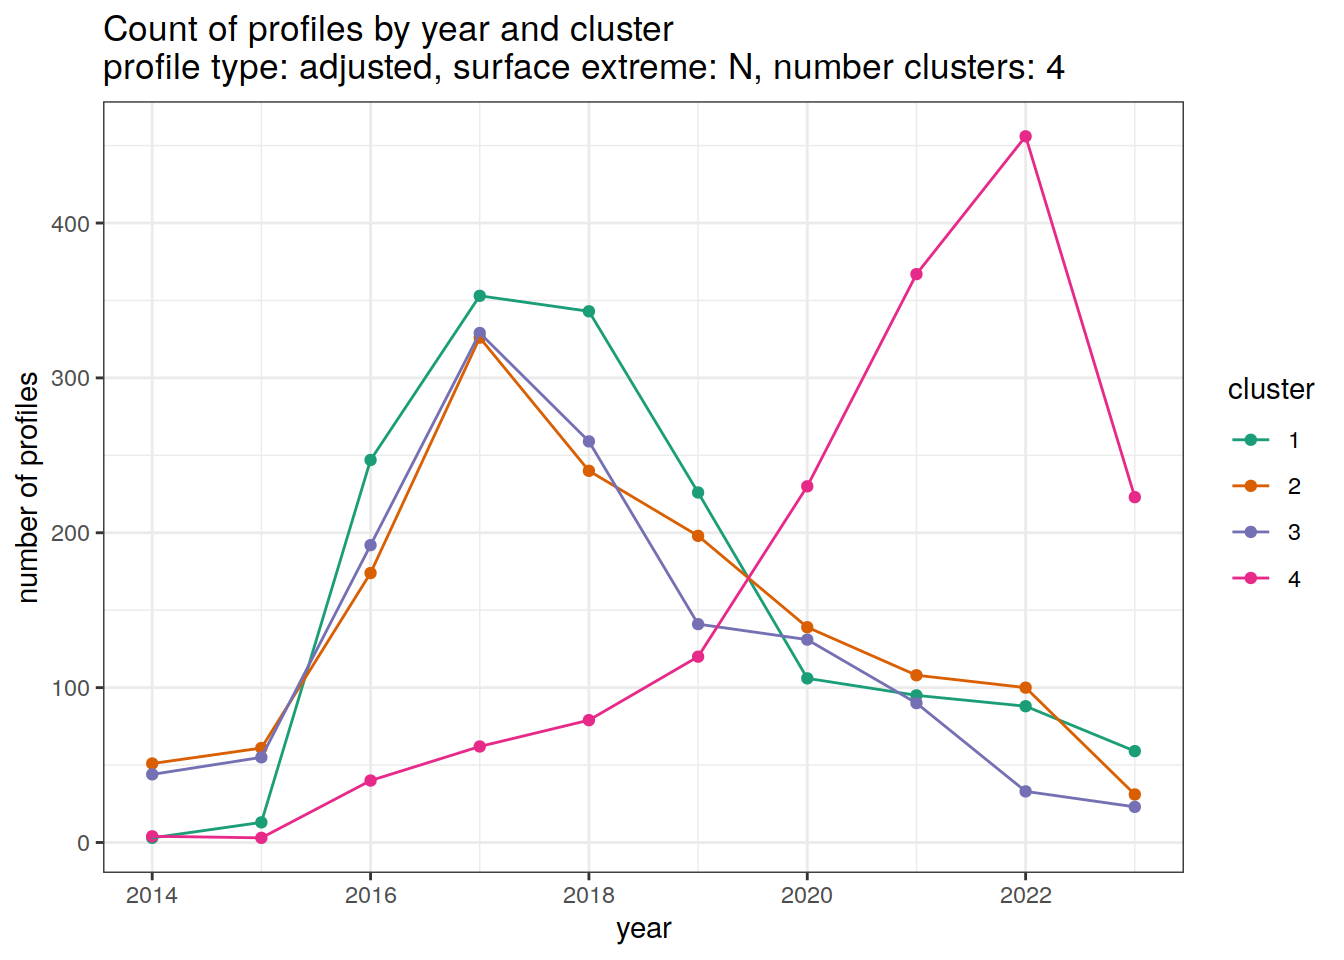 Count of profiles by year and cluster
profile type: adjusted, surface extreme: N, number clusters: 4
number of profiles
400
300
200
100
0
2014 2016 2018 2020 2022
year
cluster
1
2
3
4